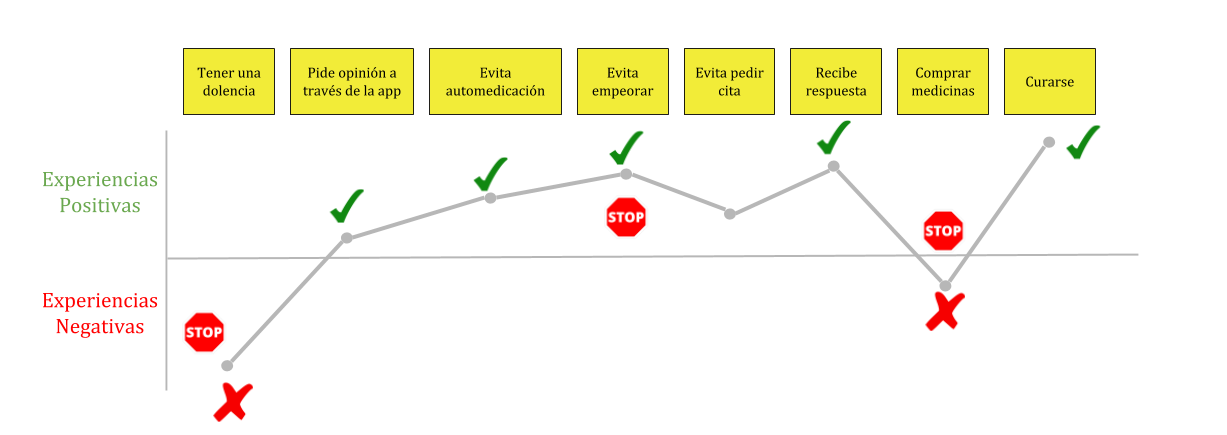 Tener una
dolencia
Pide opinión a
través de la app
Evita
automedicación
Evita
empeorar
Evita pedir
cita
Recibe
respuesta
Comprar
medicinas
Curarse
Experiencias
Positivas
STOP
STOP
Experiencias
Negativas
STOP